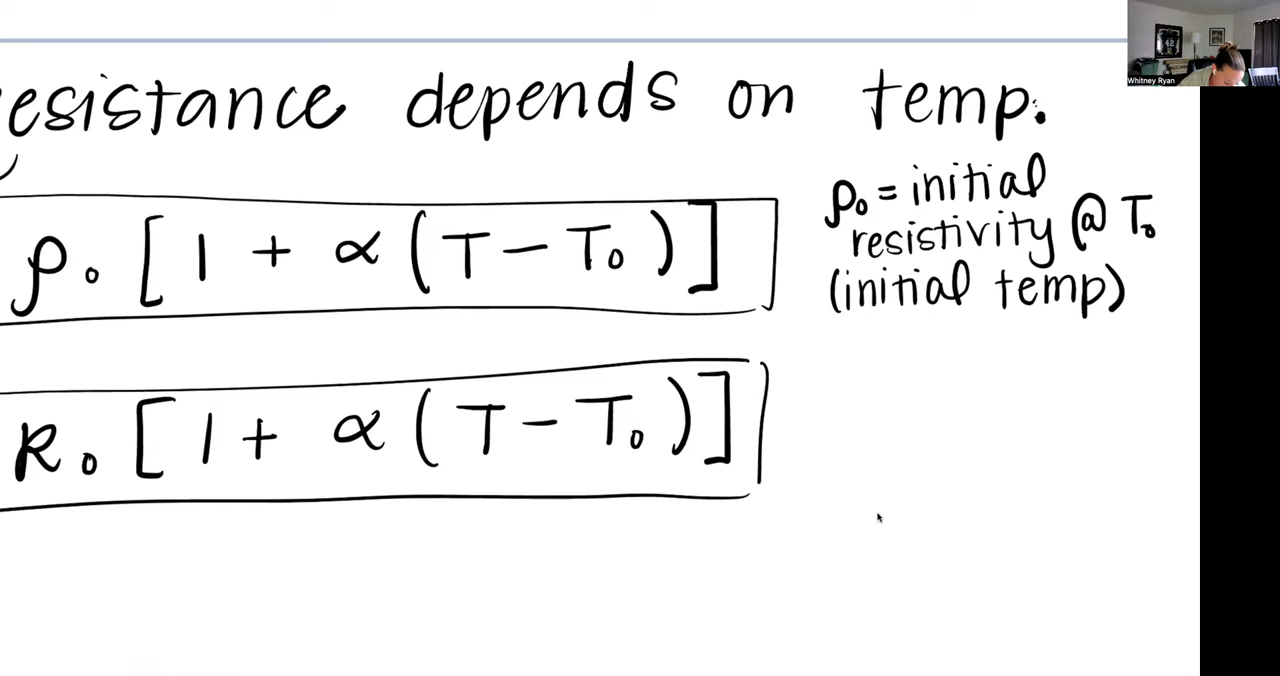 esistance depends on temp.
ρ₀ = initial
resistivity @ T₀
(initial temp)
ρ₀ [1 + α (T - T₀)]
R₀ [1 + α (T - T₀)]
Whitney Ryan